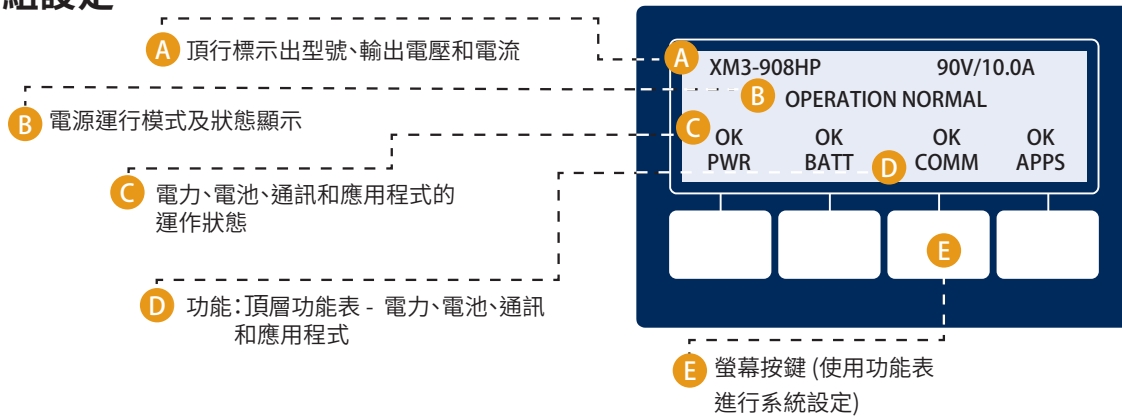 組設定
A 頂行標示出型號、輸出電壓和電流
B 電源運行模式及狀態顯示
C 電力、電池、通訊和應用程式的
運作狀態
D 功能：頂層功能表 - 電力、電池、通訊
和應用程式
A XM3-908HP 90V/10.0A
B OPERATION NORMAL
C OK OK OK OK
PWR BATT D COMM APPS
E
E 螢幕按鍵 (使用功能表
進行系統設定)